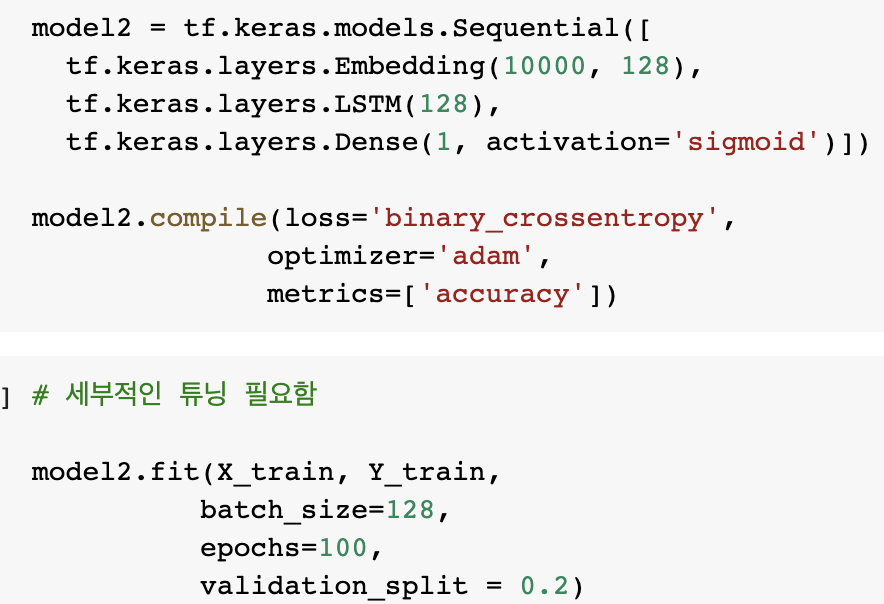 model2 = tf.keras.models.Sequential([
  tf.keras.layers.Embedding(10000, 128),
  tf.keras.layers.LSTM(128),
  tf.keras.layers.Dense(1, activation='sigmoid')])
model2.compile(loss='binary_crossentropy',
              optimizer='adam',
              metrics=['accuracy'])
] # 세부적인 튜닝 필요함
model2.fit(X_train, Y_train,
          batch_size=128,
          epochs=100,
          validation_split = 0.2)